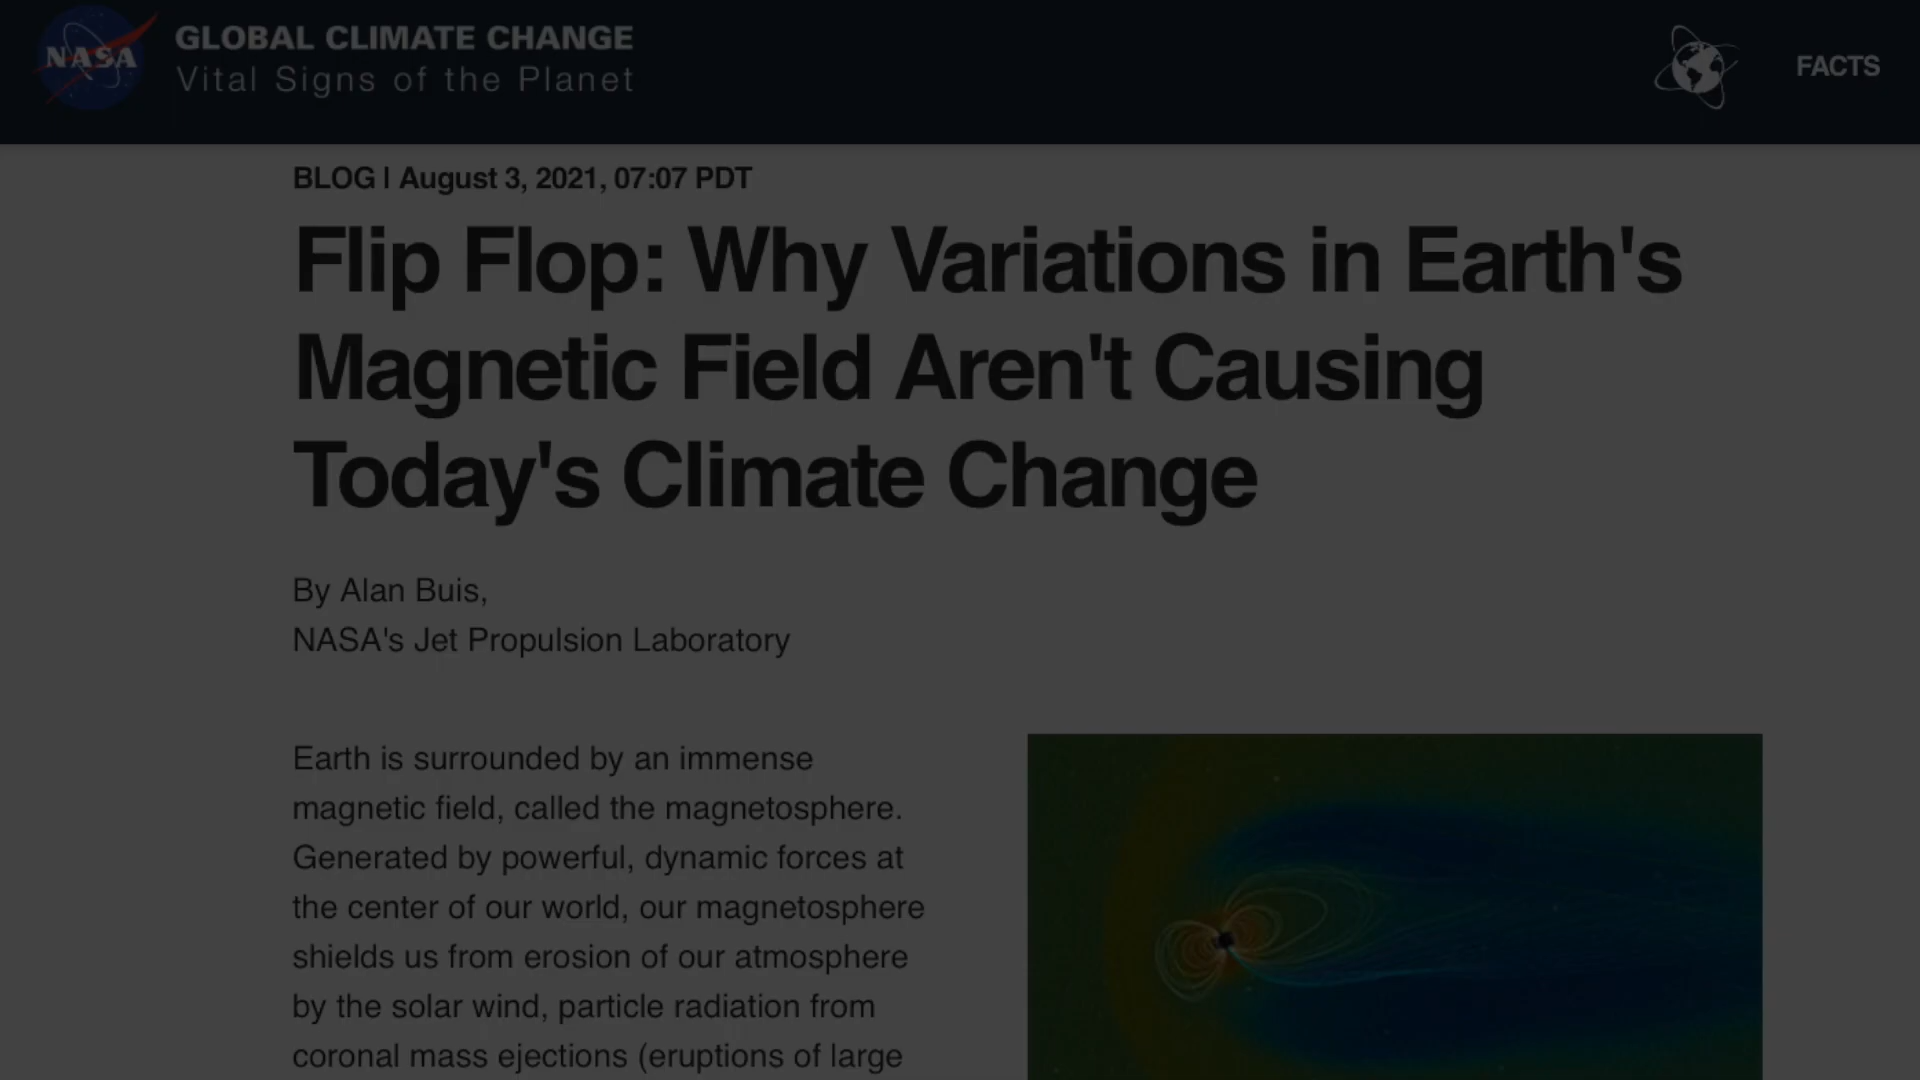 NASA
GLOBAL CLIMATE CHANGE
Vital Signs of the Planet
FACTS
BLOG | August 3, 2021, 07:07 PDT
Flip Flop: Why Variations in Earth's
Magnetic Field Aren't Causing
Today's Climate Change
By Alan Buis,
NASA's Jet Propulsion Laboratory
Earth is surrounded by an immense
magnetic field, called the magnetosphere.
Generated by powerful, dynamic forces at
the center of our world, our magnetosphere
shields us from erosion of our atmosphere
by the solar wind, particle radiation from
coronal mass ejections (eruptions of large